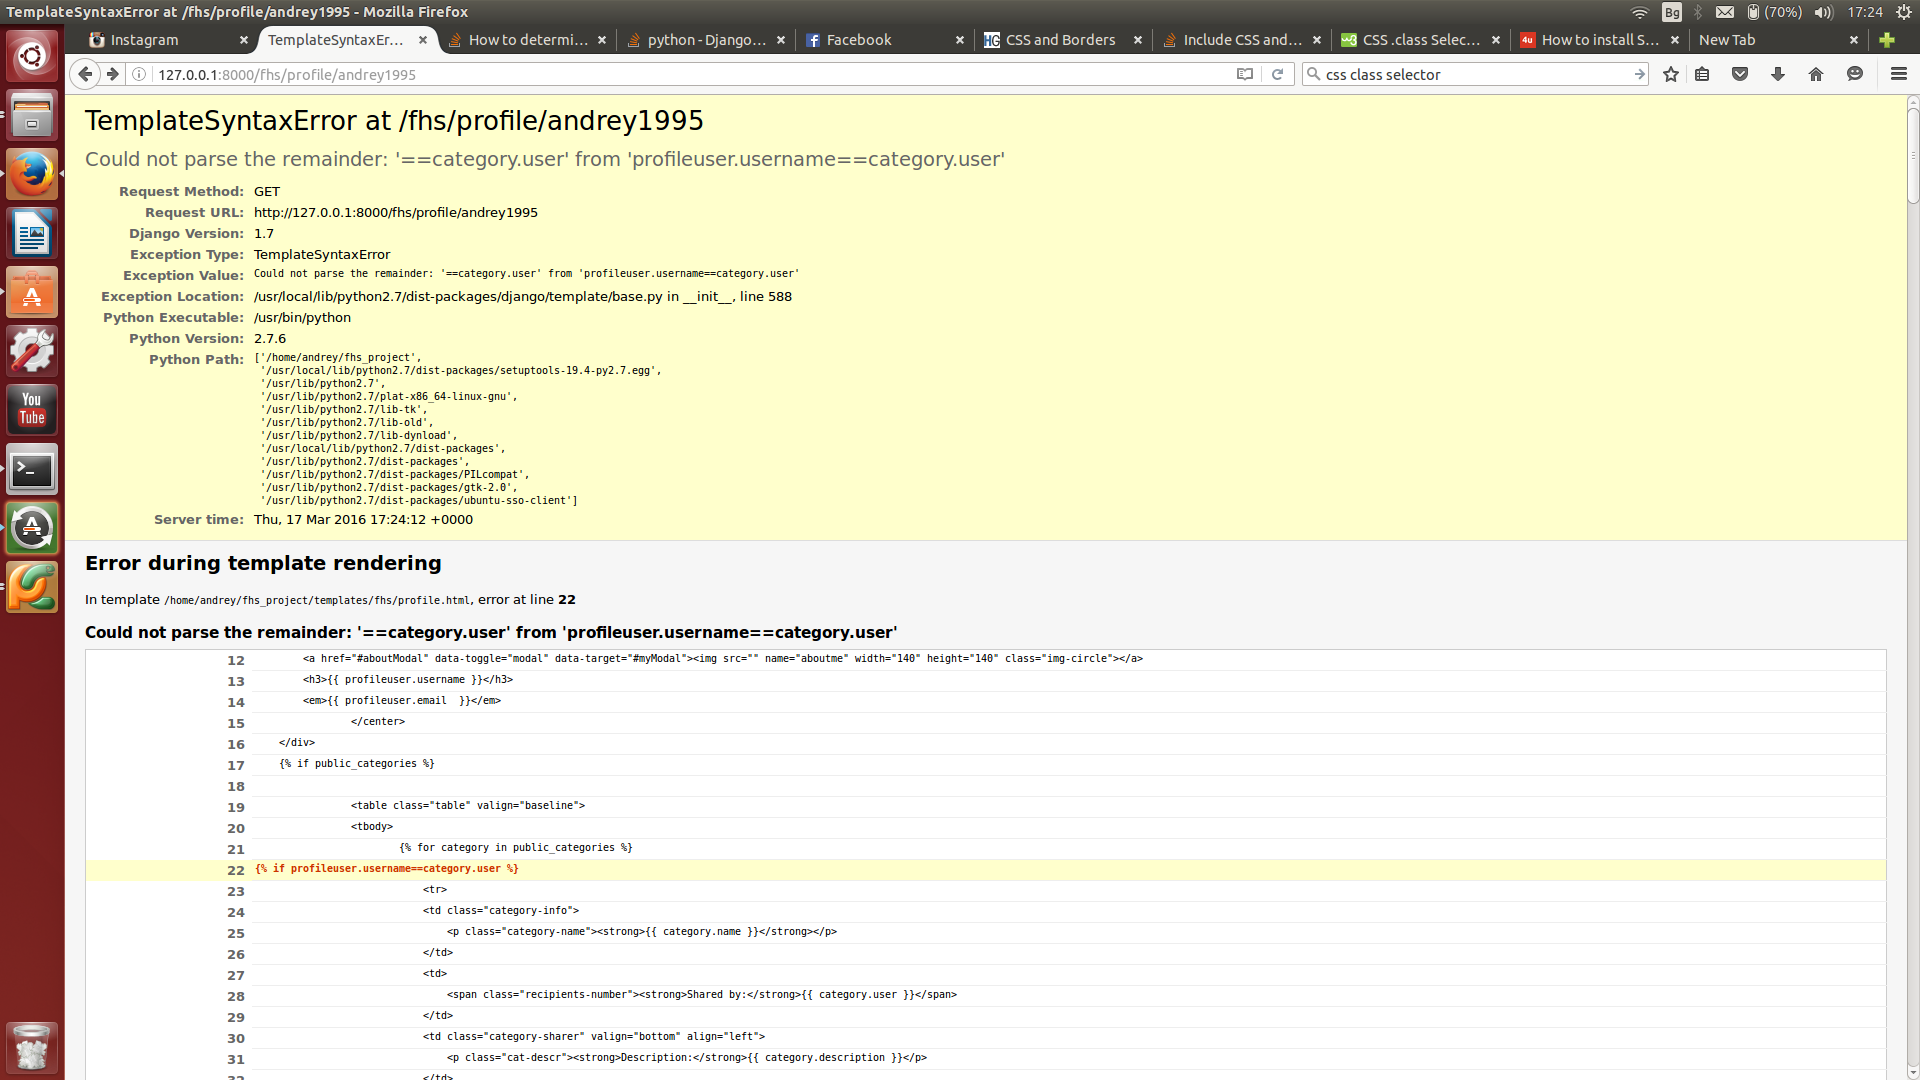 TemplateSyntaxError at /fhs/profile/andrey1995 - Mozilla Firefox
Bg (70%) 17:24
Instagram TemplateSyntaxEr... How to determi... python - Django... Facebook CSS and Borders Include CSS and... CSS .class Selec... How to install S... New Tab
127.0.0.1:8000/fhs/profile/andrey1995 css class selector
TemplateSyntaxError at /fhs/profile/andrey1995
Could not parse the remainder: '==category.user' from 'profileuser.username==category.user'
Request Method: GET
Request URL: http://127.0.0.1:8000/fhs/profile/andrey1995
Django Version: 1.7
Exception Type: TemplateSyntaxError
Exception Value: Could not parse the remainder: '==category.user' from 'profileuser.username==category.user'
Exception Location: /usr/local/lib/python2.7/dist-packages/django/template/base.py in __init__, line 588
Python Executable: /usr/bin/python
Python Version: 2.7.6
Python Path: ['/home/andrey/fhs_project',
'/usr/local/lib/python2.7/dist-packages/setuptools-19.4-py2.7.egg',
'/usr/lib/python2.7',
'/usr/lib/python2.7/plat-x86_64-linux-gnu',
'/usr/lib/python2.7/lib-tk',
'/usr/lib/python2.7/lib-old',
'/usr/lib/python2.7/lib-dynload',
'/usr/local/lib/python2.7/dist-packages',
'/usr/lib/python2.7/dist-packages',
'/usr/lib/python2.7/dist-packages/PILcompat',
'/usr/lib/python2.7/dist-packages/gtk-2.0',
'/usr/lib/python2.7/dist-packages/ubuntu-sso-client']
Server time: Thu, 17 Mar 2016 17:24:12 +0000
You
Tube
Error during template rendering
In template /home/andrey/fhs_project/templates/fhs/profile.html, error at line 22
Could not parse the remainder: '==category.user' from 'profileuser.username==category.user'
12 <a href="#aboutModal" data-toggle="modal" data-target="#myModal"><img src="" name="aboutme" width="140" height="140" class="img-circle"></a>
13 <h3>{{ profileuser.username }}</h3>
14 <em>{{ profileuser.email  }}</em>
15 </center>
16 </div>
17 {% if public_categories %}
18
19 <table class="table" valign="baseline">
20 <tbody>
21 {% for category in public_categories %}
22 {% if profileuser.username==category.user %}
23 <tr>
24 <td class="category-info">
25 <p class="category-name"><strong>{{ category.name }}</strong></p>
26 </td>
27 <td>
28 <span class="recipients-number"><strong>Shared by:</strong>{{ category.user }}</span>
29 </td>
30 <td class="category-sharer" valign="bottom" align="left">
31 <p class="cat-descr"><strong>Description:</strong>{{ category.description }}</p>
32 </td>